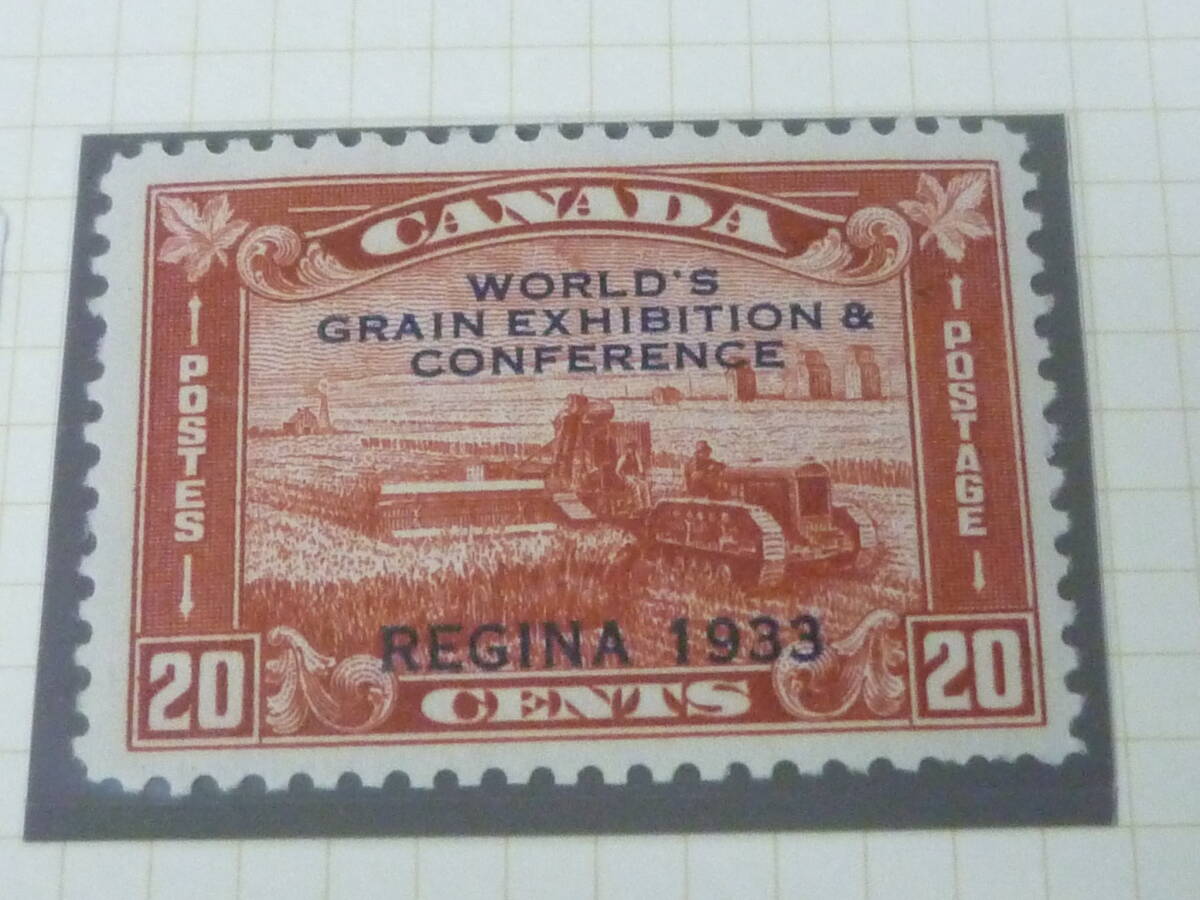 CANADA
WORLD'S
GRAIN EXHIBITION &
CONFERENCE
POSTES
POSTAGE
REGINA 1933
20
CENTS
20